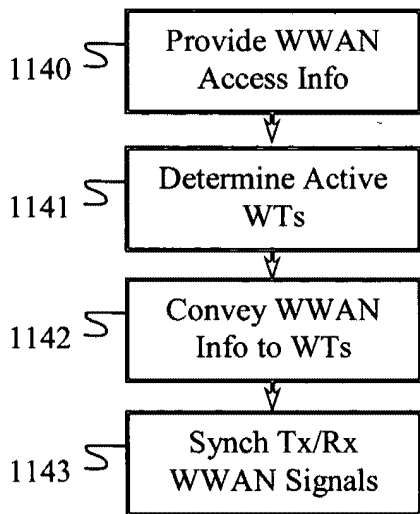 1140
Provide WWAN
Access Info
1141
Determine Active
WTs
1142
Convey WWAN
Info to WTs
1143
Synch Tx/Rx
WWAN Signals